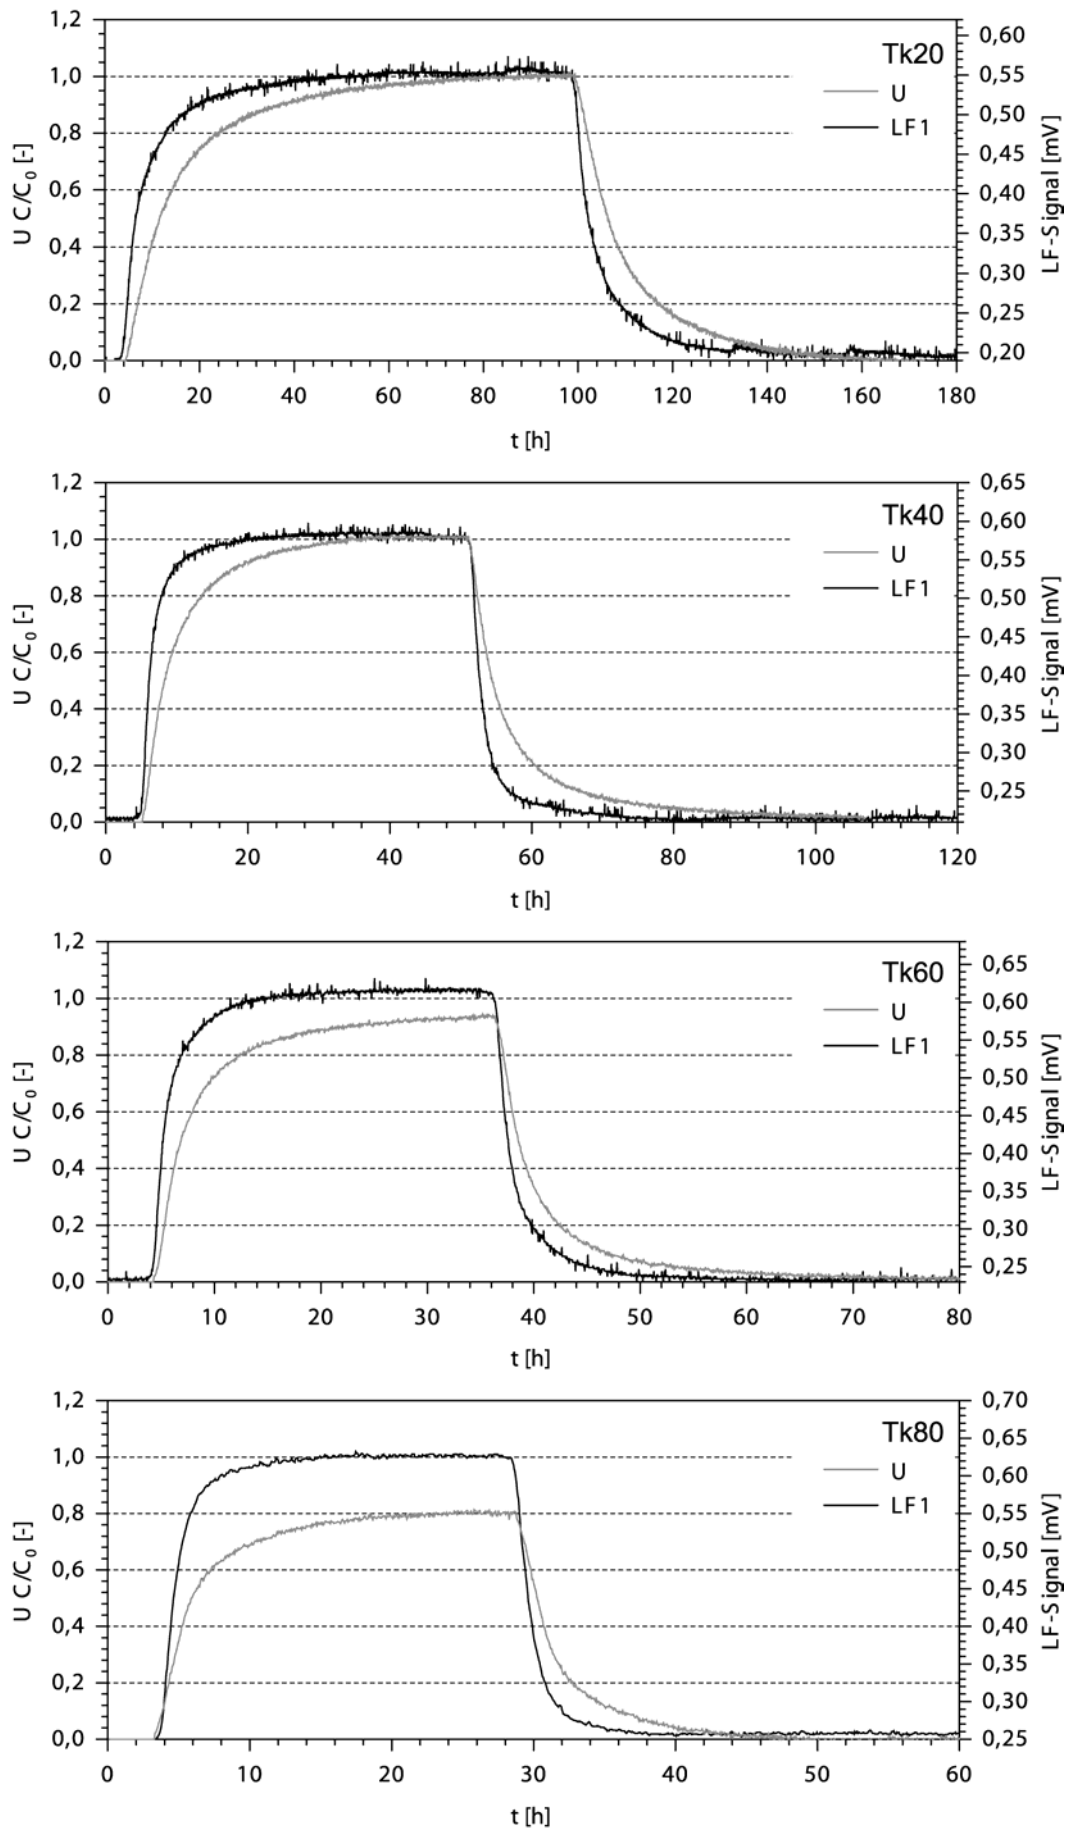 Tk20
U
LF1
U C/C0 [-]
1,2
1,0
0,8
0,6
0,4
0,2
0,0
0 20 40 60 80 100 120 140 160 180
t [h]
0,60
0,55
0,50
0,45
0,40
0,35
0,30
0,25
0,20
LF-Signal [mV]
Tk40
U
LF1
U C/C0 [-]
1,2
1,0
0,8
0,6
0,4
0,2
0,0
0 20 40 60 80 100 120
t [h]
0,65
0,60
0,55
0,50
0,45
0,40
0,35
0,30
0,25
LF-Signal [mV]
Tk60
U
LF1
U C/C0 [-]
1,2
1,0
0,8
0,6
0,4
0,2
0,0
0 10 20 30 40 50 60 70 80
t [h]
0,65
0,60
0,55
0,50
0,45
0,40
0,35
0,30
0,25
LF-Signal [mV]
Tk80
U
LF1
U C/C0 [-]
1,2
1,0
0,8
0,6
0,4
0,2
0,0
0 10 20 30 40 50 60
t [h]
0,70
0,65
0,60
0,55
0,50
0,45
0,40
0,35
0,30
0,25
LF-Signal [mV]